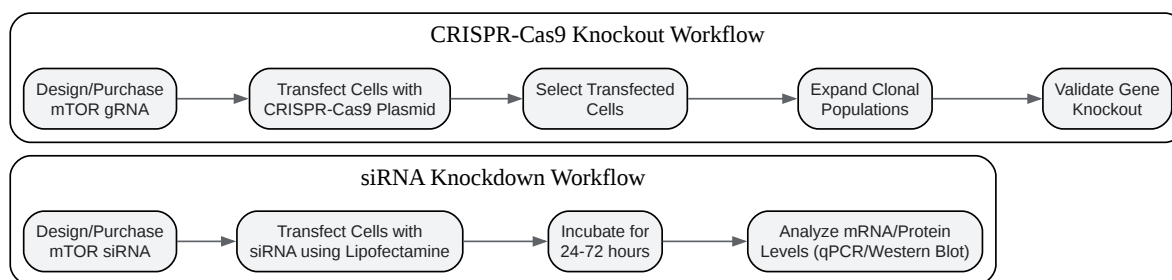 CRISPR-Cas9 Knockout Workflow
Design/Purchase
mTOR gRNA
Transfect Cells with
CRISPR-Cas9 Plasmid
Select Transfected
Cells
Expand Clonal
Populations
Validate Gene
Knockout
siRNA Knockdown Workflow
Design/Purchase
mTOR siRNA
Transfect Cells with
siRNA using Lipofectamine
Incubate for
24-72 hours
Analyze mRNA/Protein
Levels (qPCR/Western Blot)